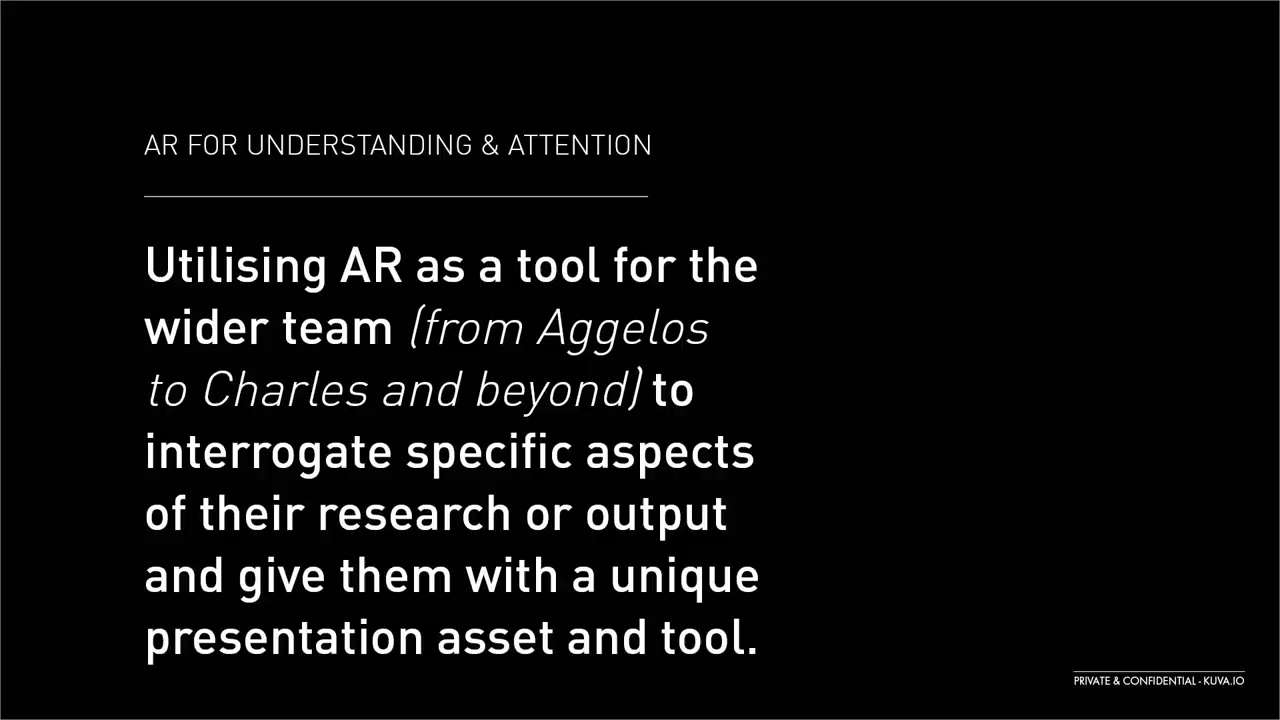 AR FOR UNDERSTANDING & ATTENTION
Utilising AR as a tool for the
wider team (from Aggelos
to Charles and beyond) to
interrogate specific aspects
of their research or output
and give them with a unique
presentation asset and tool.
PRIVATE & CONFIDENTIAL - KUVA.IO